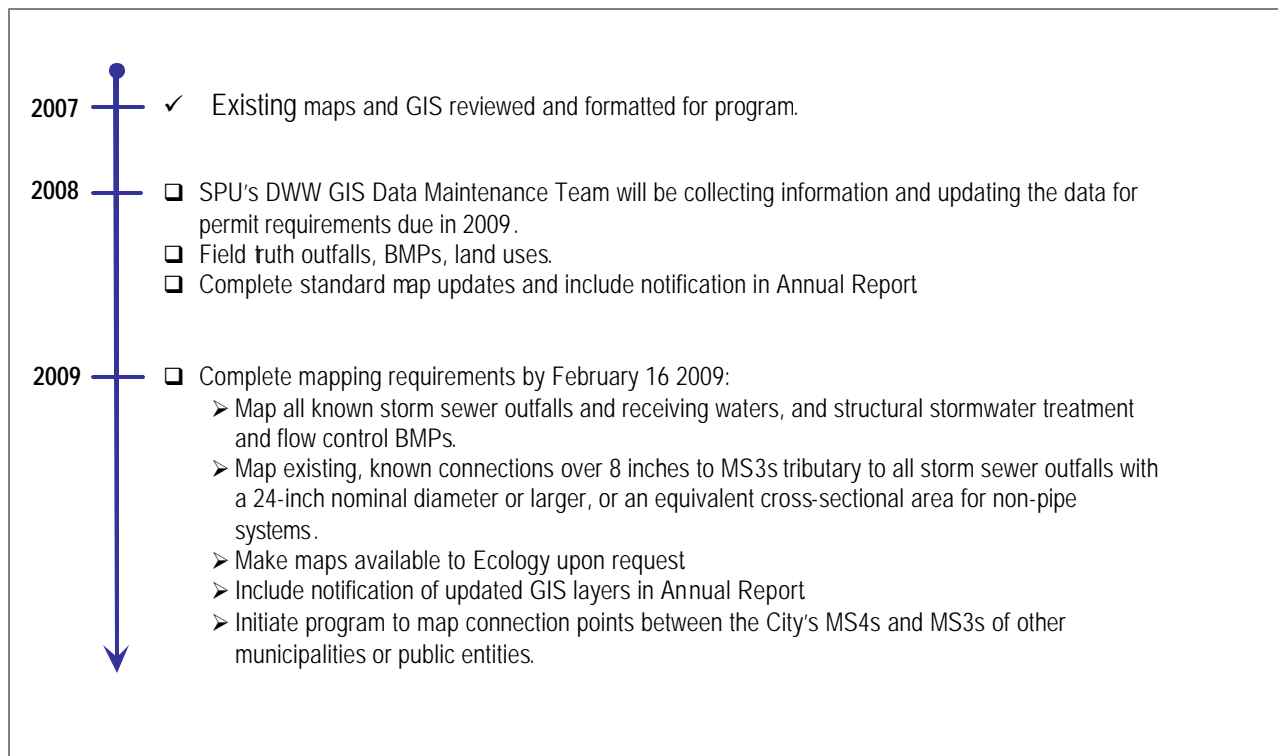 2007 ✓ Existing maps and GIS reviewed and formatted for program.
2008 ❑ SPU's DWW GIS Data Maintenance Team will be collecting information and updating the data for
permit requirements due in 2009.
❑ Field truth outfalls, BMPs, land uses.
❑ Complete standard map updates and include notification in Annual Report.
2009 ❑ Complete mapping requirements by February 16 2009:
➢ Map all known storm sewer outfalls and receiving waters, and structural stormwater treatment
and flow control BMPs.
➢ Map existing, known connections over 8 inches to MS3s tributary to all storm sewer outfalls with
a 24-inch nominal diameter or larger, or an equivalent cross-sectional area for non-pipe
systems.
➢ Make maps available to Ecology upon request.
➢ Include notification of updated GIS layers in Annual Report.
➢ Initiate program to map connection points between the City's MS4s and MS3s of other
municipalities or public entities.